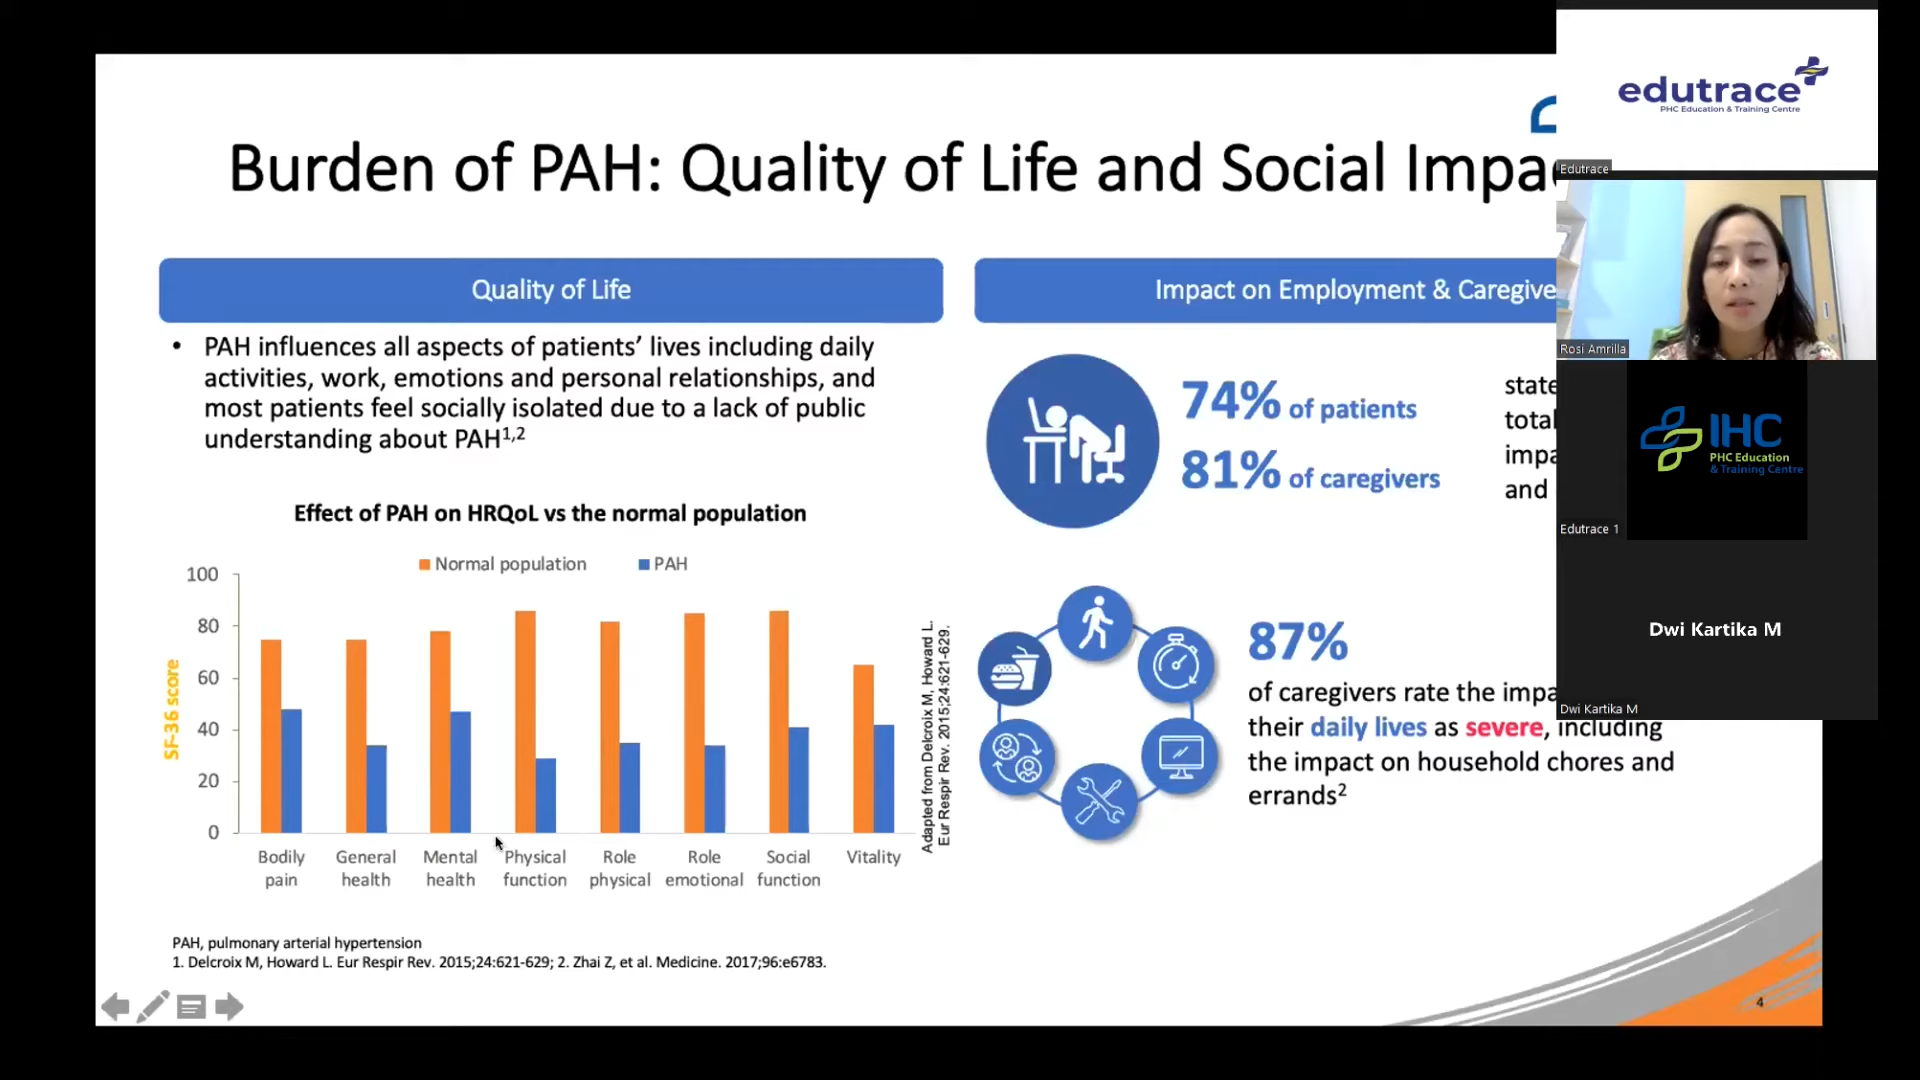 Burden of PAH: Quality of Life and Social
Quality of Life
PAH influences all aspects of patients’ lives including daily
activities, work, emotions and personal relationships, and
most patients feel socially isolated due to a lack of public
understanding about PAH1,2
Effect of PAH on HRQoL vs the normal population
Normal population
PAH
SF-36 score
100
80
60
40
20
0
Bodily
pain
General
health
Mental
health
Physical
function
Role
physical
Role
emotional
Social
function
Vitality
Adapted from Delcroix M, Howard L.
Eur Respir Rev. 2015;24:621-629.
PAH, pulmonary arterial hypertension
1. Delcroix M, Howard L. Eur Respir Rev. 2015;24:621-629; 2. Zhai Z, et al. Medicine. 2017;96:e6783.
Impact on Employment &
74% of patients
81% of caregivers
and
87%
of caregivers rate the
their daily lives as severe, including
the impact on household chores and
errands2
4
edutrace
PHC Education & Training Centre
Edutrace
Rosi Amrilla
IHC
PHC Education
& Training Centre
Edutrace 1
Dwi Kartika M
Dwi Kartika M